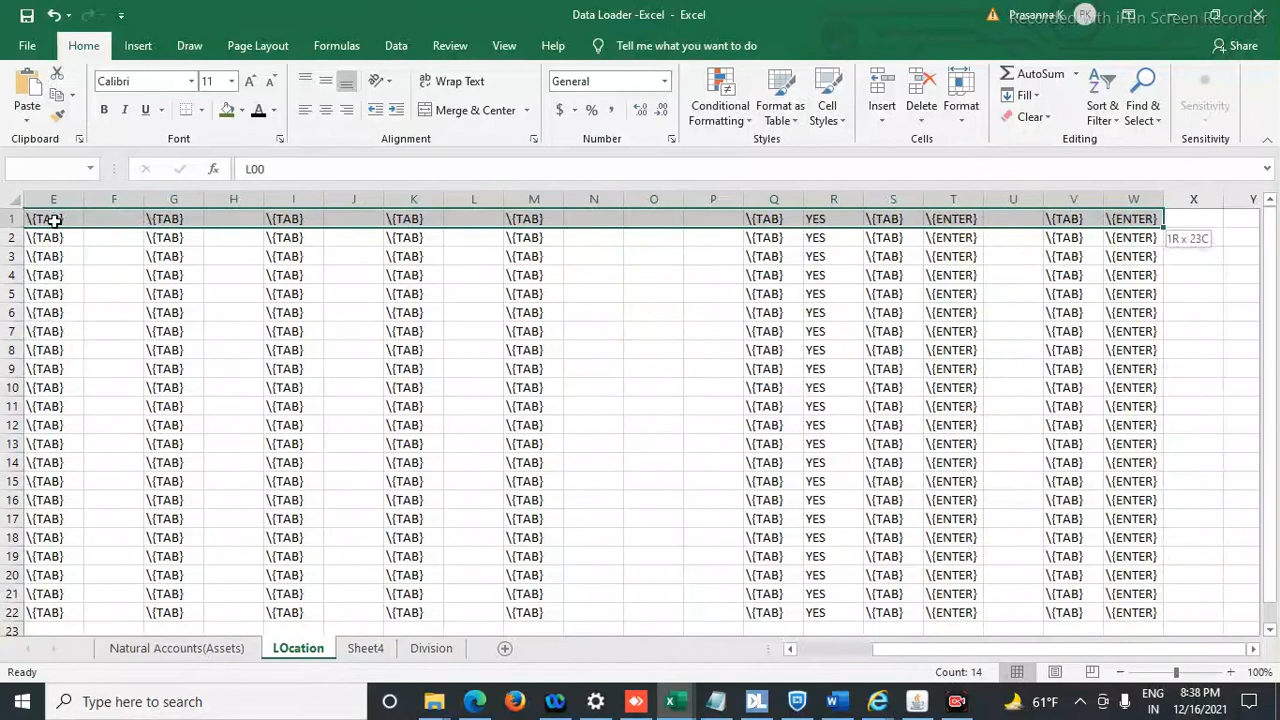 Data Loader -Excel - Excel
Prasanna K PK
Recorded with iFun Screen Recorder
File Home Insert Draw Page Layout Formulas Data Review View Help Tell me what you want to do Share
Calibri 11 Wrap Text General AutoSum
Paste Conditional Format as Cell Insert Delete Format Fill Sort & Find & Sensitivity
B I U Merge & Center $ % , Formatting Table Styles Clear Filter Select
Clipboard Font Alignment Number Styles Cells Editing Sensitivity
fx L00
E F G H I J K L M N O P Q R S T U V W X Y
1 \{TAB} \{TAB} \{TAB} \{TAB} \{TAB} \{TAB} YES \{TAB} \{ENTER} \{TAB} \{ENTER}
1R x 23C
2 \{TAB} \{TAB} \{TAB} \{TAB} \{TAB} \{TAB} YES \{TAB} \{ENTER} \{TAB} \{ENTER}
3 \{TAB} \{TAB} \{TAB} \{TAB} \{TAB} \{TAB} YES \{TAB} \{ENTER} \{TAB} \{ENTER}
4 \{TAB} \{TAB} \{TAB} \{TAB} \{TAB} \{TAB} YES \{TAB} \{ENTER} \{TAB} \{ENTER}
5 \{TAB} \{TAB} \{TAB} \{TAB} \{TAB} \{TAB} YES \{TAB} \{ENTER} \{TAB} \{ENTER}
6 \{TAB} \{TAB} \{TAB} \{TAB} \{TAB} \{TAB} YES \{TAB} \{ENTER} \{TAB} \{ENTER}
7 \{TAB} \{TAB} \{TAB} \{TAB} \{TAB} \{TAB} YES \{TAB} \{ENTER} \{TAB} \{ENTER}
8 \{TAB} \{TAB} \{TAB} \{TAB} \{TAB} \{TAB} YES \{TAB} \{ENTER} \{TAB} \{ENTER}
9 \{TAB} \{TAB} \{TAB} \{TAB} \{TAB} \{TAB} YES \{TAB} \{ENTER} \{TAB} \{ENTER}
10 \{TAB} \{TAB} \{TAB} \{TAB} \{TAB} \{TAB} YES \{TAB} \{ENTER} \{TAB} \{ENTER}
11 \{TAB} \{TAB} \{TAB} \{TAB} \{TAB} \{TAB} YES \{TAB} \{ENTER} \{TAB} \{ENTER}
12 \{TAB} \{TAB} \{TAB} \{TAB} \{TAB} \{TAB} YES \{TAB} \{ENTER} \{TAB} \{ENTER}
13 \{TAB} \{TAB} \{TAB} \{TAB} \{TAB} \{TAB} YES \{TAB} \{ENTER} \{TAB} \{ENTER}
14 \{TAB} \{TAB} \{TAB} \{TAB} \{TAB} \{TAB} YES \{TAB} \{ENTER} \{TAB} \{ENTER}
15 \{TAB} \{TAB} \{TAB} \{TAB} \{TAB} \{TAB} YES \{TAB} \{ENTER} \{TAB} \{ENTER}
16 \{TAB} \{TAB} \{TAB} \{TAB} \{TAB} \{TAB} YES \{TAB} \{ENTER} \{TAB} \{ENTER}
17 \{TAB} \{TAB} \{TAB} \{TAB} \{TAB} \{TAB} YES \{TAB} \{ENTER} \{TAB} \{ENTER}
18 \{TAB} \{TAB} \{TAB} \{TAB} \{TAB} \{TAB} YES \{TAB} \{ENTER} \{TAB} \{ENTER}
19 \{TAB} \{TAB} \{TAB} \{TAB} \{TAB} \{TAB} YES \{TAB} \{ENTER} \{TAB} \{ENTER}
20 \{TAB} \{TAB} \{TAB} \{TAB} \{TAB} \{TAB} YES \{TAB} \{ENTER} \{TAB} \{ENTER}
21 \{TAB} \{TAB} \{TAB} \{TAB} \{TAB} \{TAB} YES \{TAB} \{ENTER} \{TAB} \{ENTER}
22 \{TAB} \{TAB} \{TAB} \{TAB} \{TAB} \{TAB} YES \{TAB} \{ENTER} \{TAB} \{ENTER}
23
Natural Accounts(Assets) LOcation Sheet4 Division
Ready Count: 14 100%
Type here to search 61°F ENG 8:38 PM
IN 12/16/2021